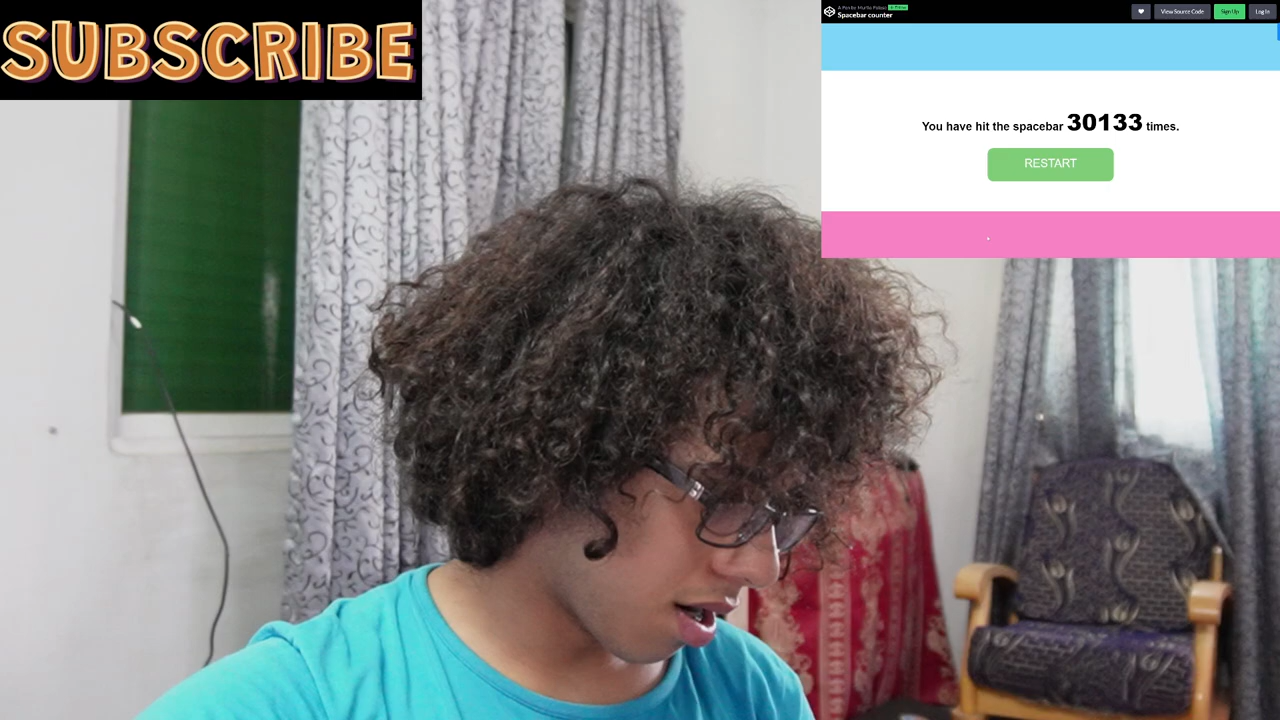 SUBSCRIBE
Spacebar counter
View Source Code
Sign Up
Log In
You have hit the spacebar 30133 times.
RESTART